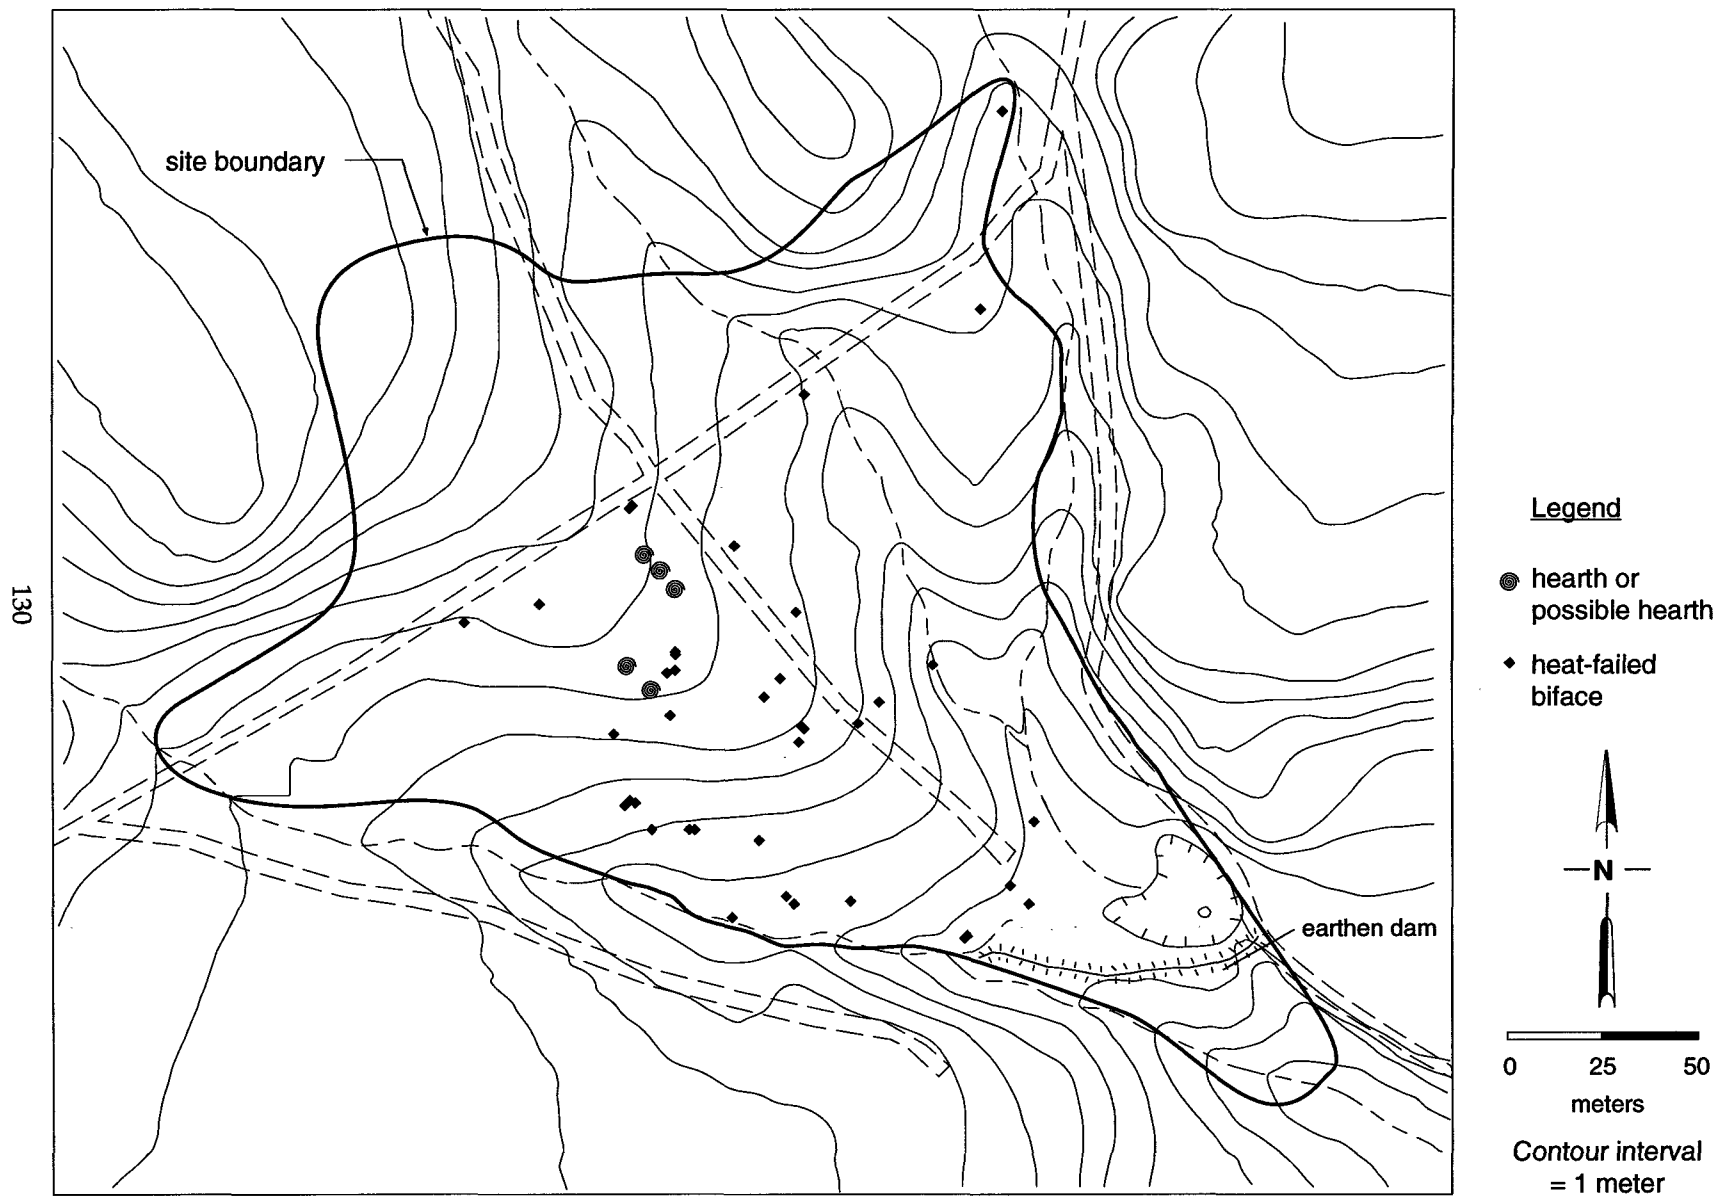 site boundary
130
earthen dam
Legend
hearth or
possible hearth
heat-failed
biface
N
0 25 50
meters
Contour interval
= 1 meter